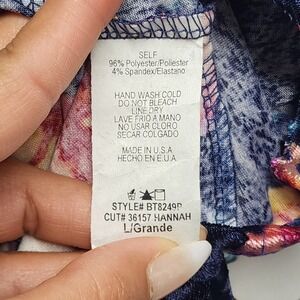 SELF
96% Polyester/Poliester
4% Spandex/Elastano
HAND WASH COLD
DO NOT BLEACH
LINE DRY
LAVE FRIO A MANO
NO USAR CLORO
SECAR COLGADO
MADE IN U.S.A
HECHO EN E.U.A.
STYLE# BT8249P
CUT# 36157 HANNAH
L/Grande